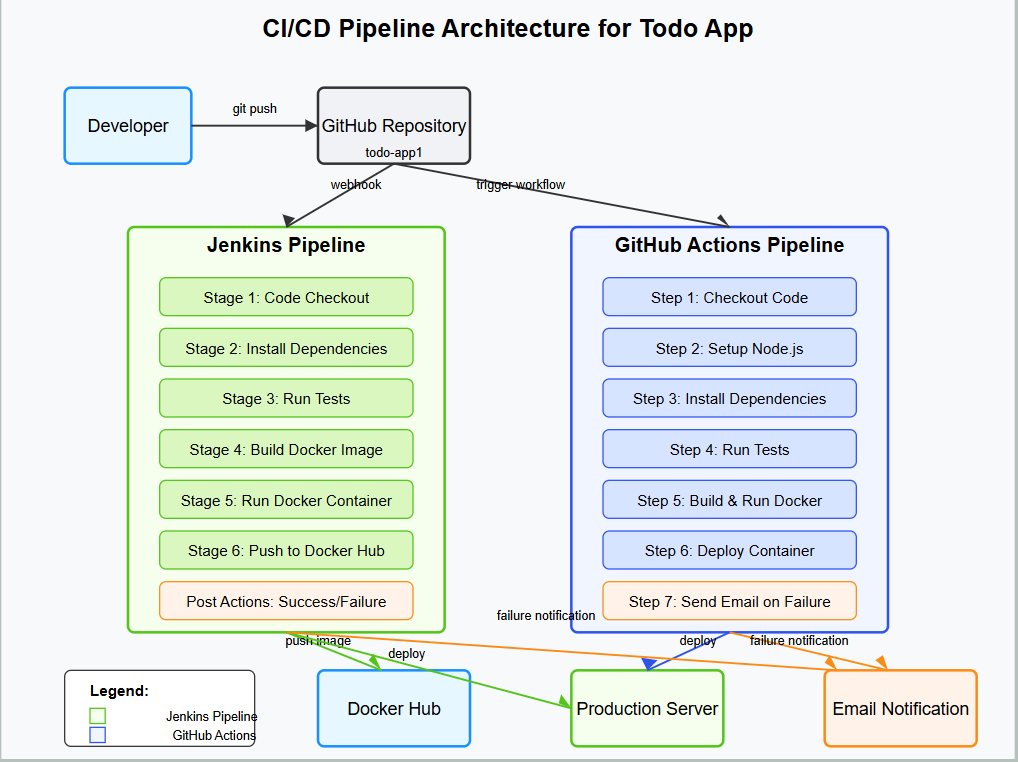 CI/CD Pipeline Architecture for Todo App
Developer
git push
GitHub Repository
todo-app1
webhook
trigger workflow
Jenkins Pipeline
Stage 1: Code Checkout
Stage 2: Install Dependencies
Stage 3: Run Tests
Stage 4: Build Docker Image
Stage 5: Run Docker Container
Stage 6: Push to Docker Hub
Post Actions: Success/Failure
GitHub Actions Pipeline
Step 1: Checkout Code
Step 2: Setup Node.js
Step 3: Install Dependencies
Step 4: Run Tests
Step 5: Build & Run Docker
Step 6: Deploy Container
Step 7: Send Email on Failure
failure notification
push image
deploy
deploy
failure notification
Legend:
Jenkins Pipeline
GitHub Actions
Docker Hub
Production Server
Email Notification